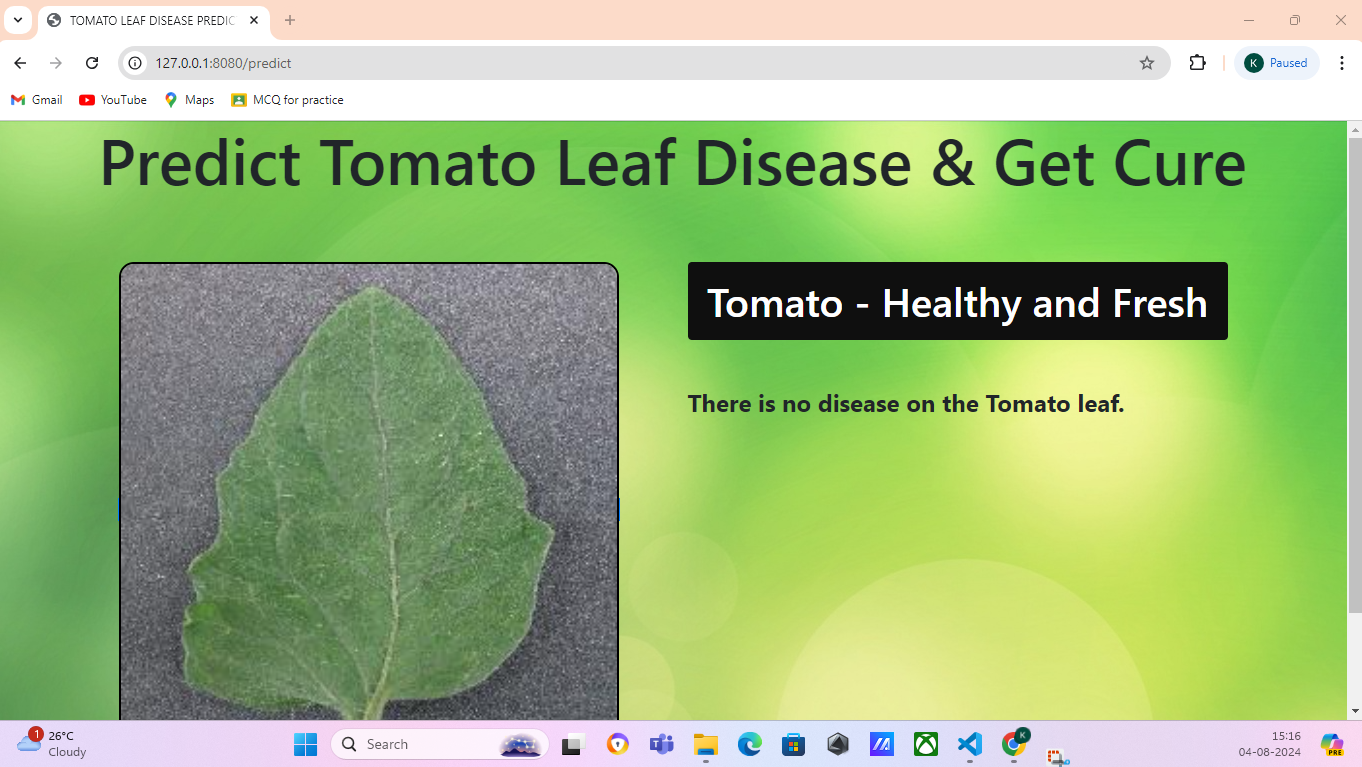 TOMATO LEAF DISEASE PREDIC
127.0.0.1:8080/predict
K
Paused
Gmail
YouTube
Maps
MCQ for practice
Predict Tomato Leaf Disease & Get Cure
Tomato - Healthy and Fresh
There is no disease on the Tomato leaf.
1
26°C
Cloudy
Search
K
15:16
04-08-2024
PRE